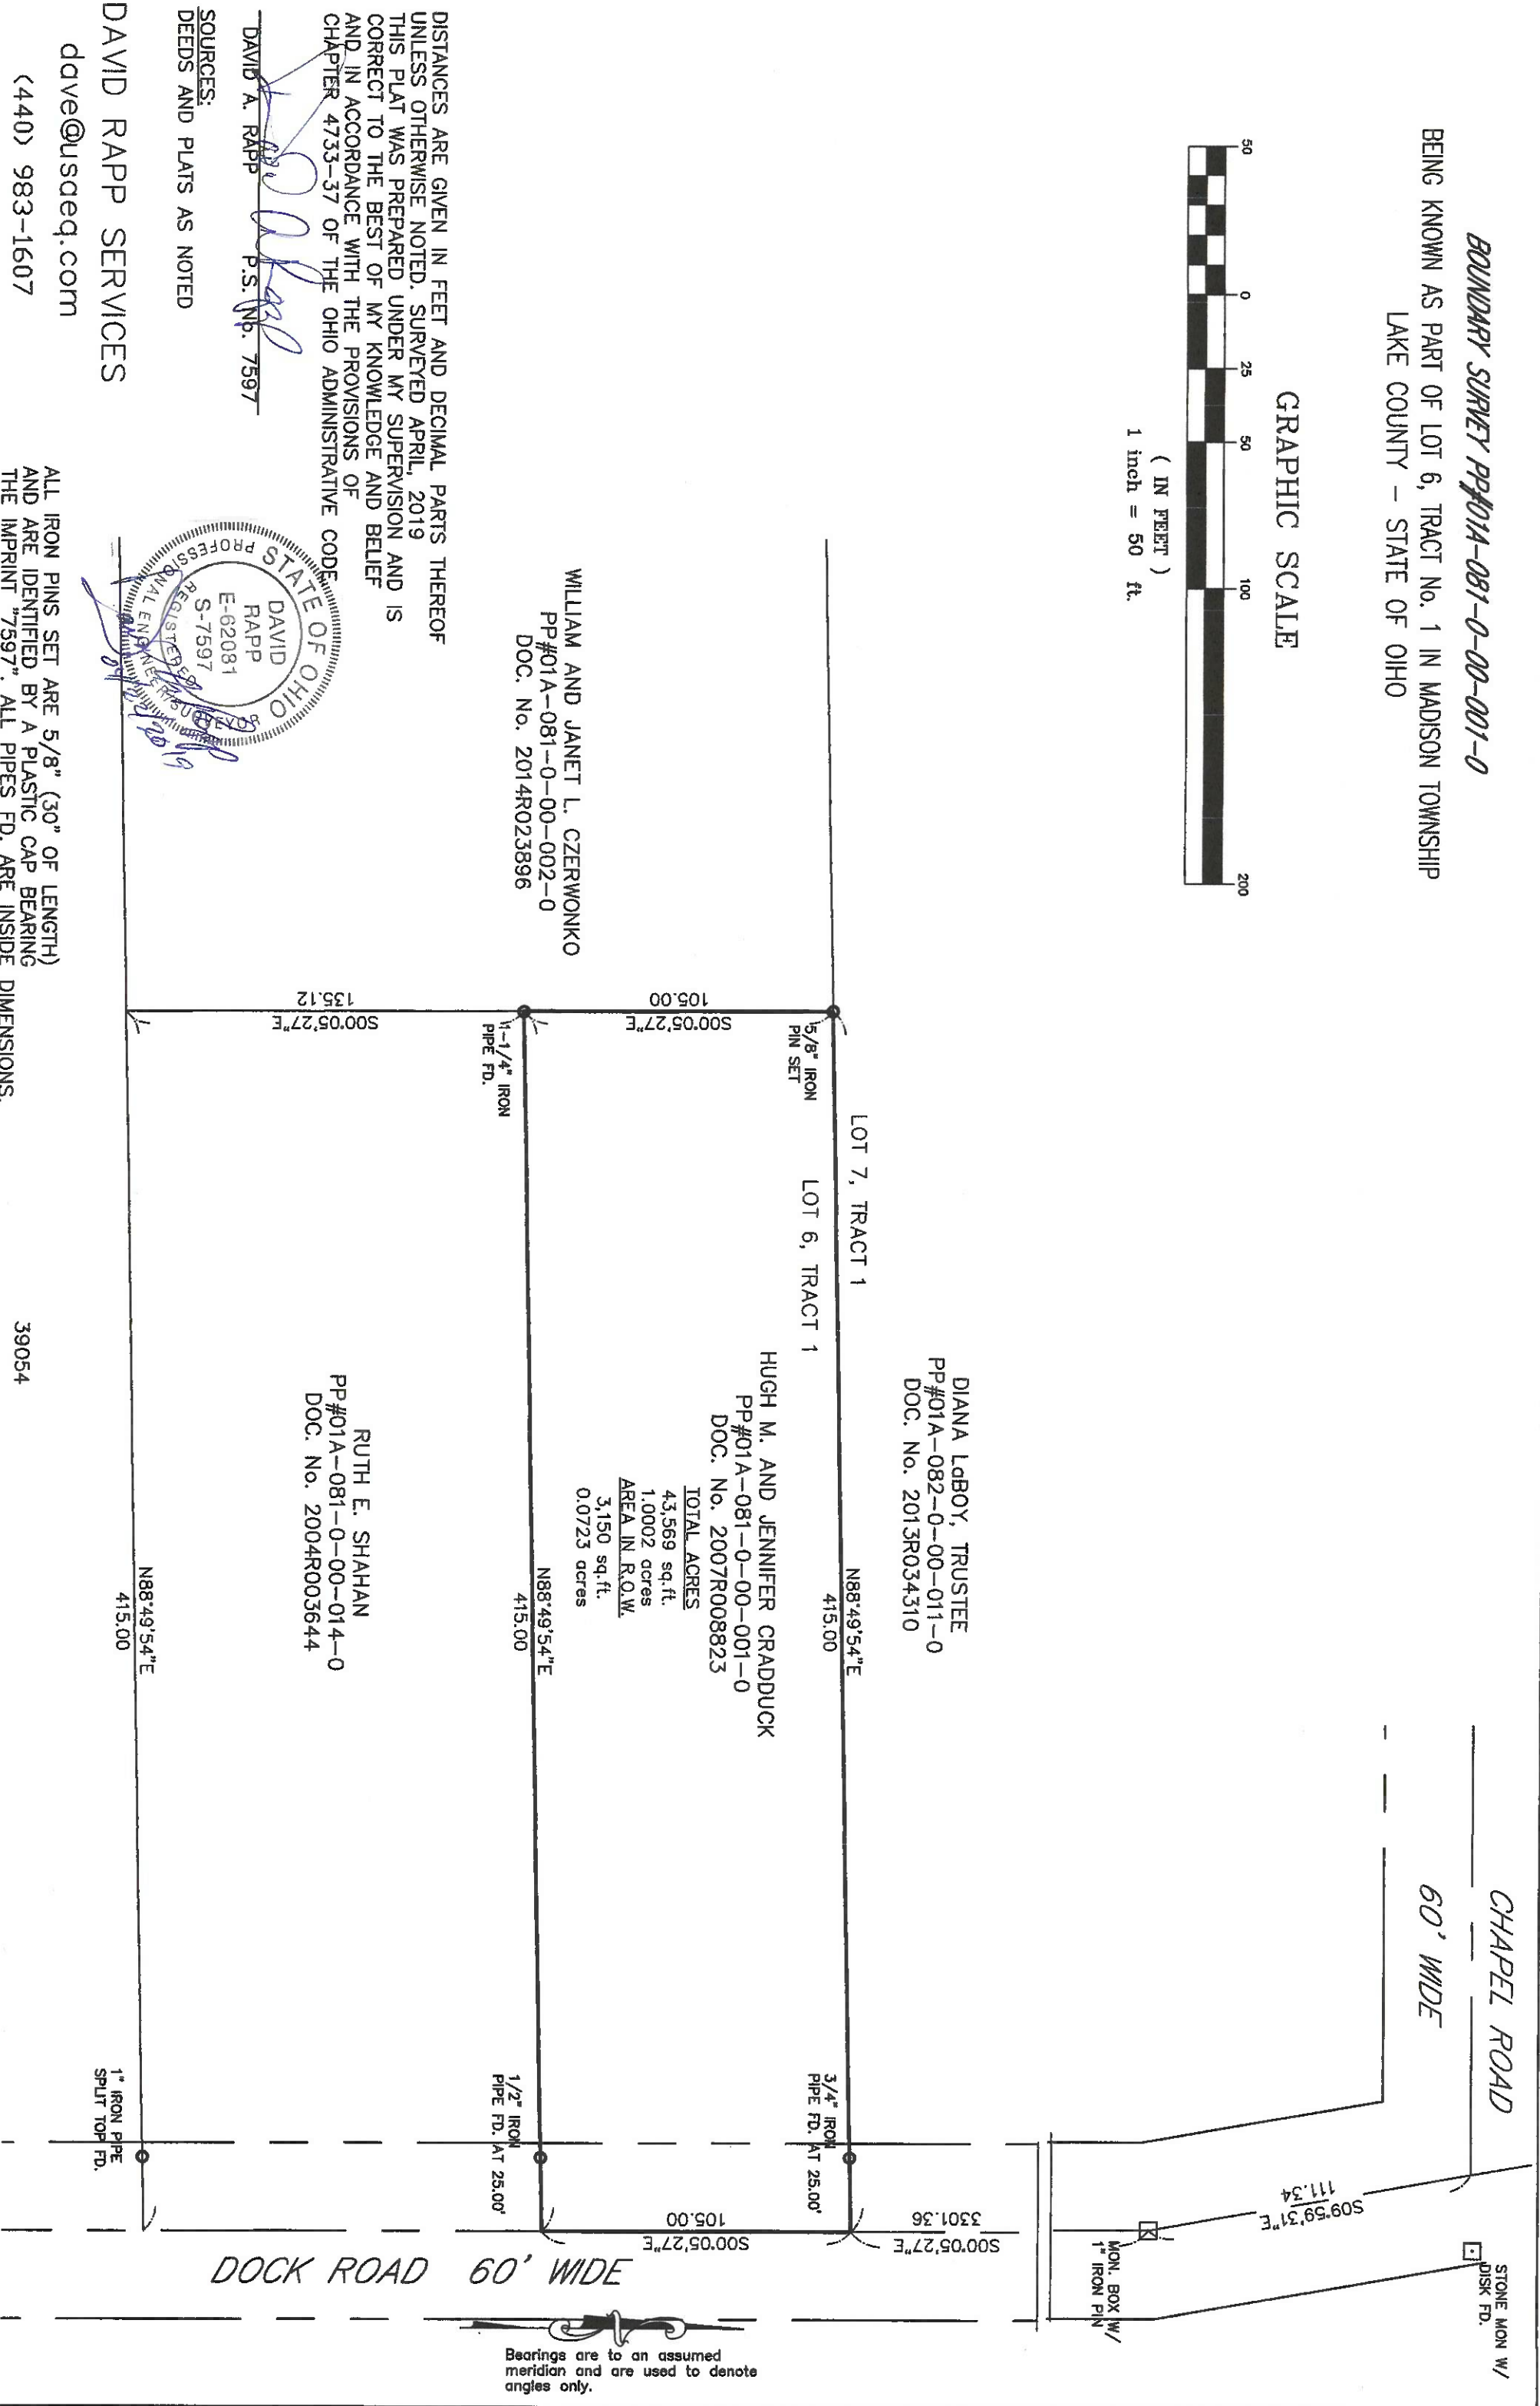 BOUNDARY SURVEY PP#01A-081-0-00-001-0
BEING KNOWN AS PART OF LOT 6, TRACT No. 1 IN MADISON TOWNSHIP
LAKE COUNTY - STATE OF OIHO
50 0 25 50 100 200
GRAPHIC SCALE
( IN FEET )
1 inch = 50 ft.
CHAPEL ROAD
60' WIDE
STONE MON W/
DISK FD.
S09°59'31"E
111.34
MON. BOX W/
1" IRON PIN
S00°05'27"E
3301.36
DIANA LaBOY, TRUSTEE
PP#01A-082-0-00-011-0
DOC. No. 2013R034310
N88°49'54"E
415.00
LOT 7, TRACT 1
LOT 6, TRACT 1
5/8" IRON
PIN SET
3/4" IRON
PIPE FD. AT 25.00'
HUGH M. AND JENNIFER CRADDUCK
PP#01A-081-0-00-001-0
DOC. No. 2007R008823
TOTAL ACRES
43,569 sq.ft.
1.0002 acres
AREA IN R.O.W.
3,150 sq.ft.
0.0723 acres
S00°05'27"E
105.00
S00°05'27"E
105.00
WILLIAM AND JANET L. CZERWONKO
PP#01A-081-0-00-002-0
DOC. No. 2014R023896
N88°49'54"E
415.00
1-1/4" IRON
PIPE FD.
1/2" IRON
PIPE FD. AT 25.00'
S00°05'27"E
135.12
RUTH E. SHAHAN
PP#01A-081-0-00-014-0
DOC. No. 2004R003644
N88°49'54"E
415.00
1" IRON PIPE
SPLIT TOP FD.
DOCK ROAD 60' WIDE
Bearings are to an assumed
meridian and are used to denote
angles only.
DISTANCES ARE GIVEN IN FEET AND DECIMAL PARTS THEREOF
UNLESS OTHERWISE NOTED. SURVEYED APRIL, 2019
THIS PLAT WAS PREPARED UNDER MY SUPERVISION AND IS
CORRECT TO THE BEST OF MY KNOWLEDGE AND BELIEF
AND IN ACCORDANCE WITH THE PROVISIONS OF
CHAPTER 4733-37 OF THE OHIO ADMINISTRATIVE CODE
DAVID A. RAPP P.S. No. 7597
SOURCES:
DEEDS AND PLATS AS NOTED
STATE OF OHIO
DAVID
RAPP
E-62081
S-7597
REGISTERED
PROFESSIONAL ENGINEER/SURVEYOR
04/22/2019
DAVID RAPP SERVICES
dave@usaeq.com
(440) 983-1607
ALL IRON PINS SET ARE 5/8" (30" OF LENGTH)
AND ARE IDENTIFIED BY A PLASTIC CAP BEARING
THE IMPRINT "7597". ALL PIPES FD. ARE INSIDE DIMENSIONS.
39054